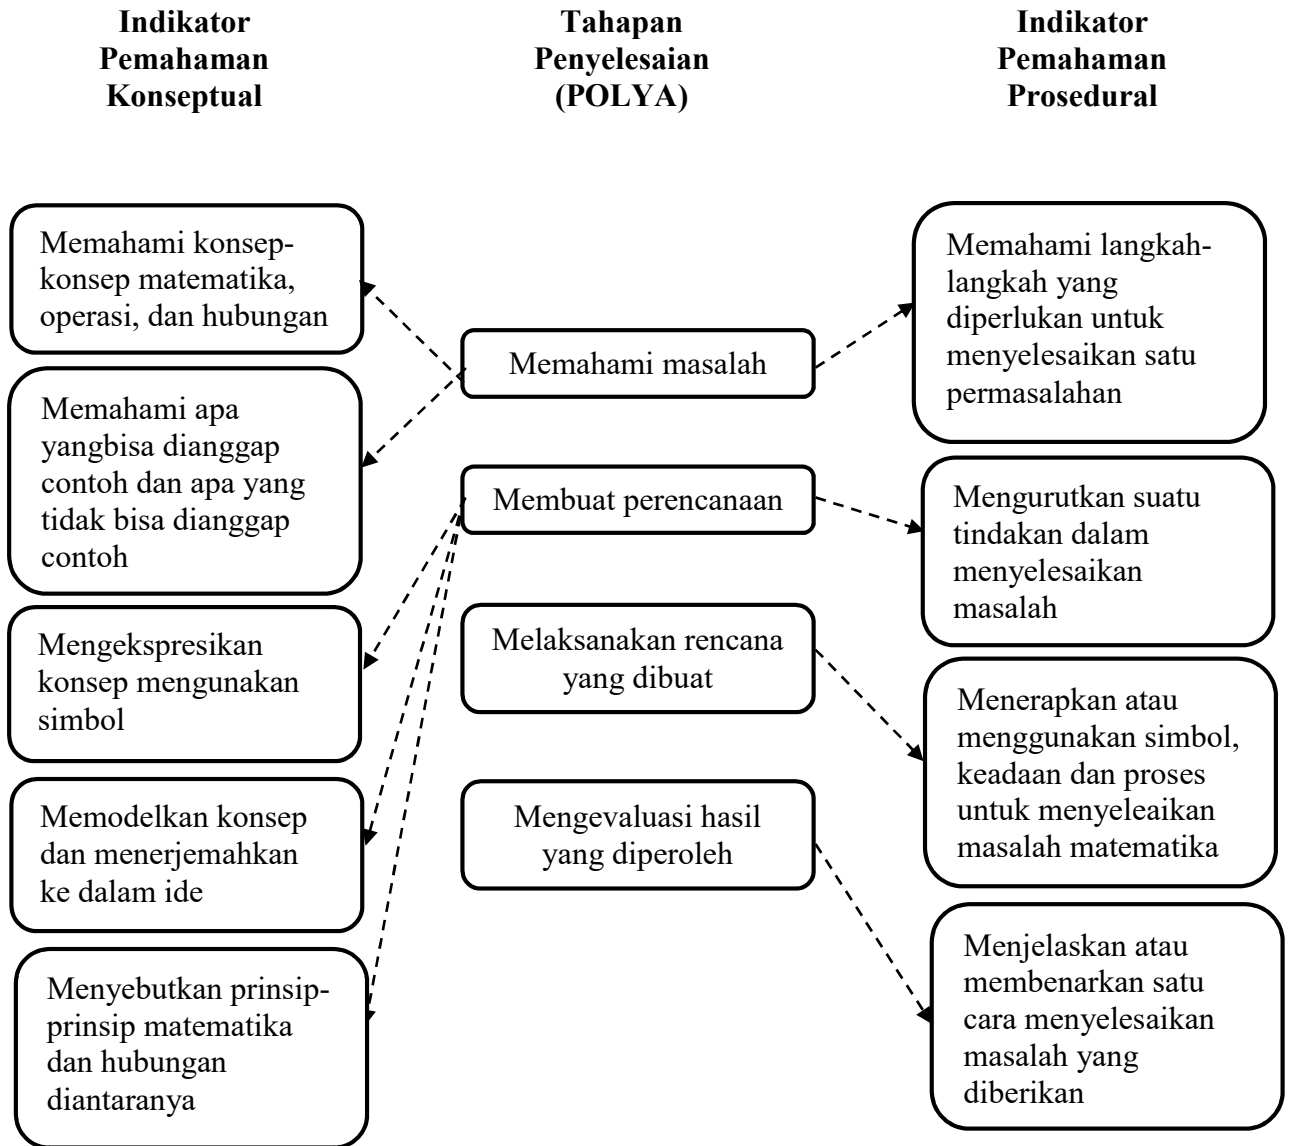 Indikator
Pemahaman
Konseptual
Tahapan
Penyelesaian
(POLYA)
Indikator
Pemahaman
Prosedural
Memahami konsep-
konsep matematika,
operasi, dan hubungan
Memahami apa
yangbisa dianggap
contoh dan apa yang
tidak bisa dianggap
contoh
Mengekspresikan
konsep mengunakan
simbol
Memodelkan konsep
dan menerjemahkan
ke dalam ide
Menyebutkan prinsip-
prinsip matematika
dan hubungan
diantaranya
Memahami masalah
Membuat perencanaan
Melaksanakan rencana
yang dibuat
Mengevaluasi hasil
yang diperoleh
Memahami langkah-
langkah yang
diperlukan untuk
menyelesaikan satu
permasalahan
Mengurutkan suatu
tindakan dalam
menyelesaikan
masalah
Menerapkan atau
menggunakan simbol,
keadaan dan proses
untuk menyeleaikan
masalah matematika
Menjelaskan atau
membenarkan satu
cara menyelesaikan
masalah yang
diberikan